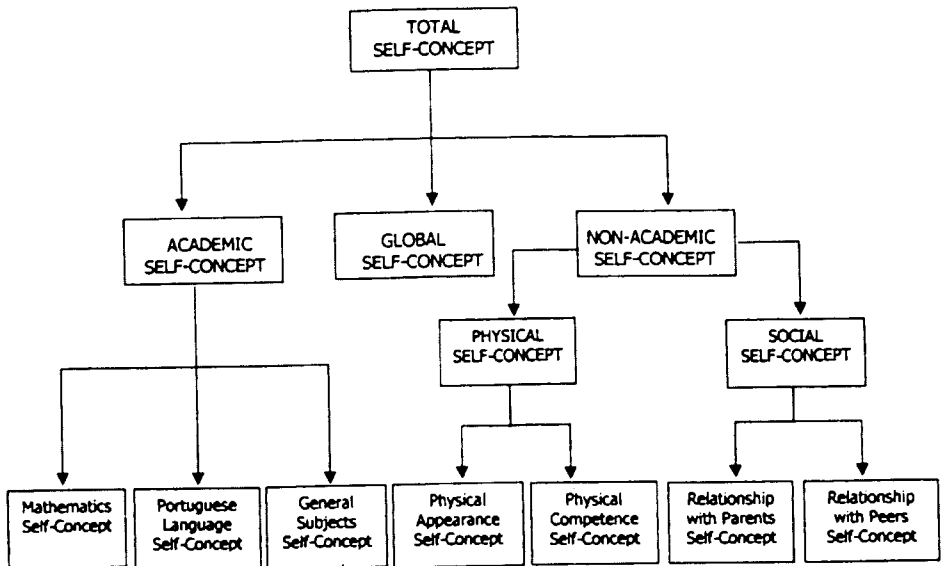 TOTAL
SELF-CONCEPT
ACADEMIC
SELF-CONCEPT
GLOBAL
SELF-CONCEPT
NON-ACADEMIC
SELF-CONCEPT
PHYSICAL
SELF-CONCEPT
SOCIAL
SELF-CONCEPT
Mathematics
Self-Concept
Portuguese
Language
Self-Concept
General
Subjects
Self-Concept
Physical
Appearance
Self-Concept
Physical
Competence
Self-Concept
Relationship
with Parents
Self-Concept
Relationship
with Peers
Self-Concept